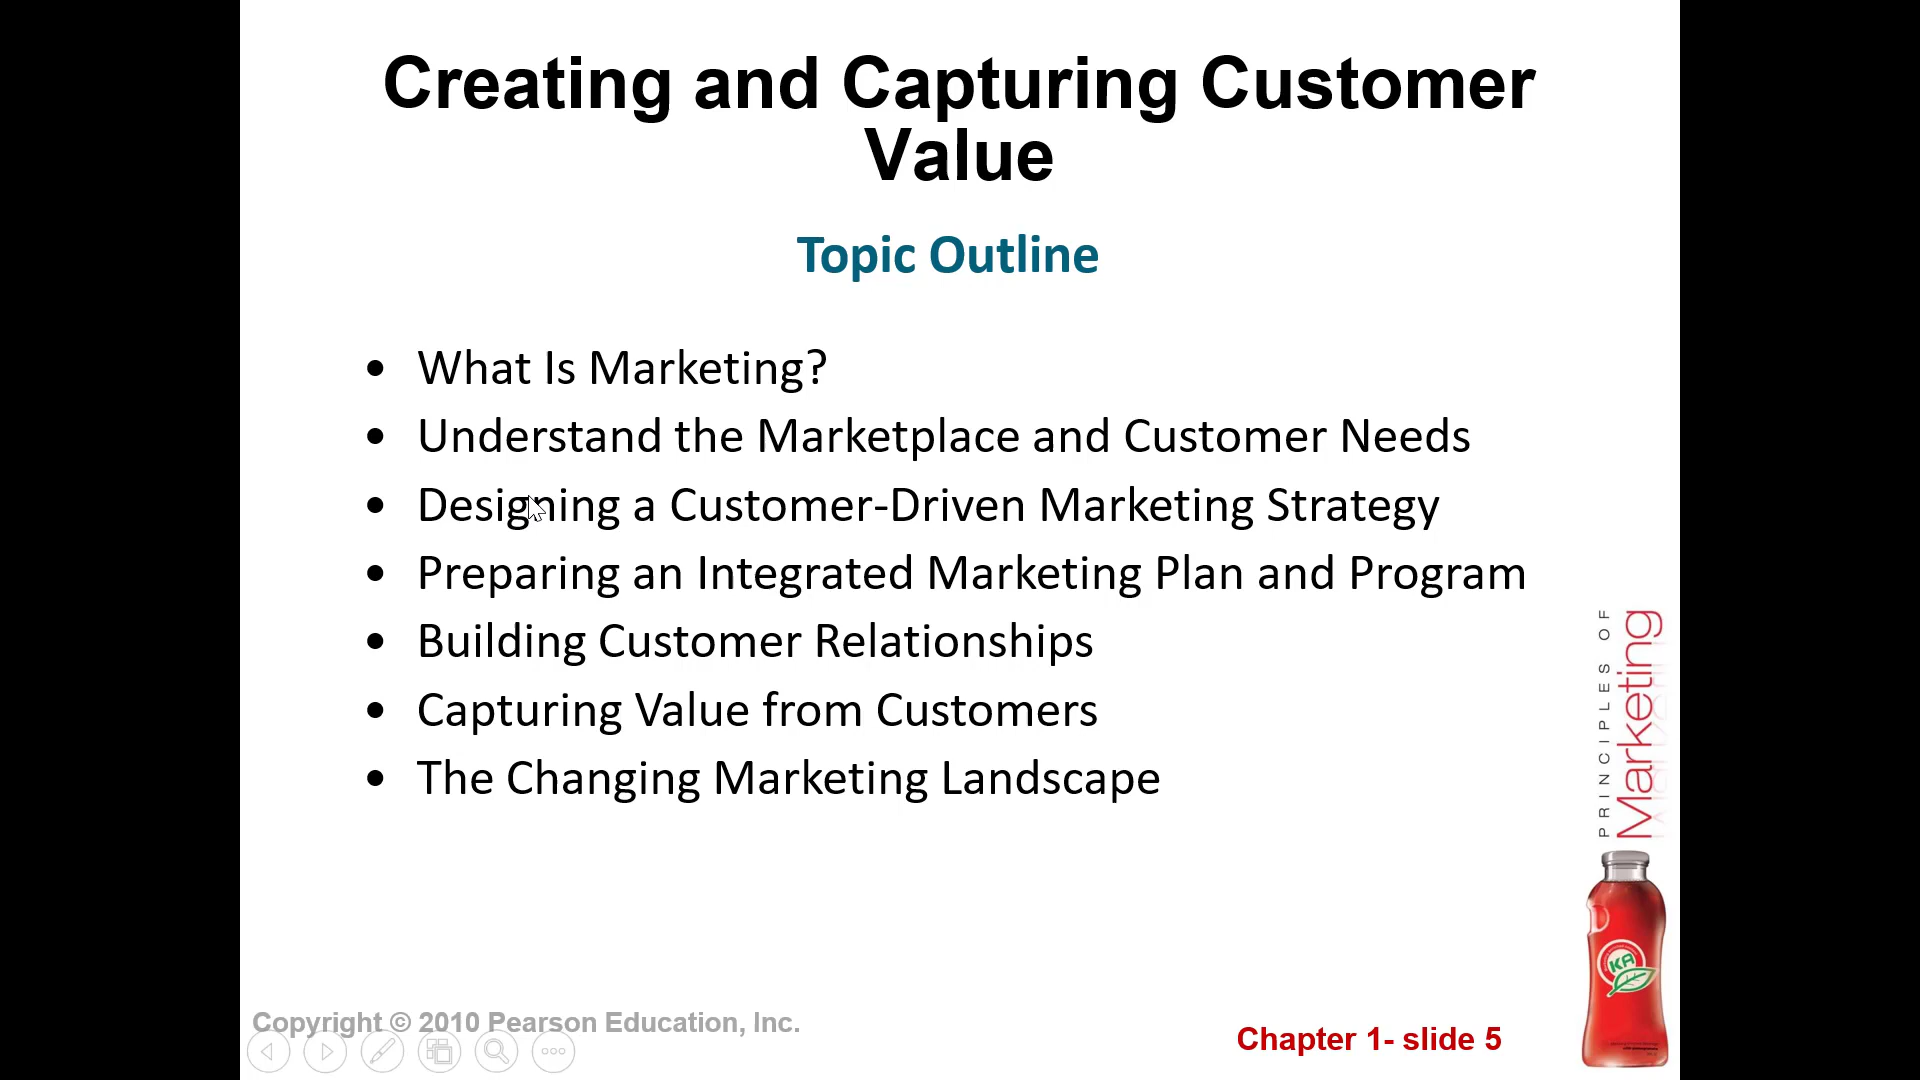 Creating and Capturing Customer
Value
Topic Outline
• What Is Marketing?
• Understand the Marketplace and Customer Needs
• Designing a Customer-Driven Marketing Strategy
• Preparing an Integrated Marketing Plan and Program
• Building Customer Relationships
• Capturing Value from Customers
• The Changing Marketing Landscape
PRINCIPLES OF
Marketing
KA
Copyright © 2010 Pearson Education, Inc.
Chapter 1- slide 5